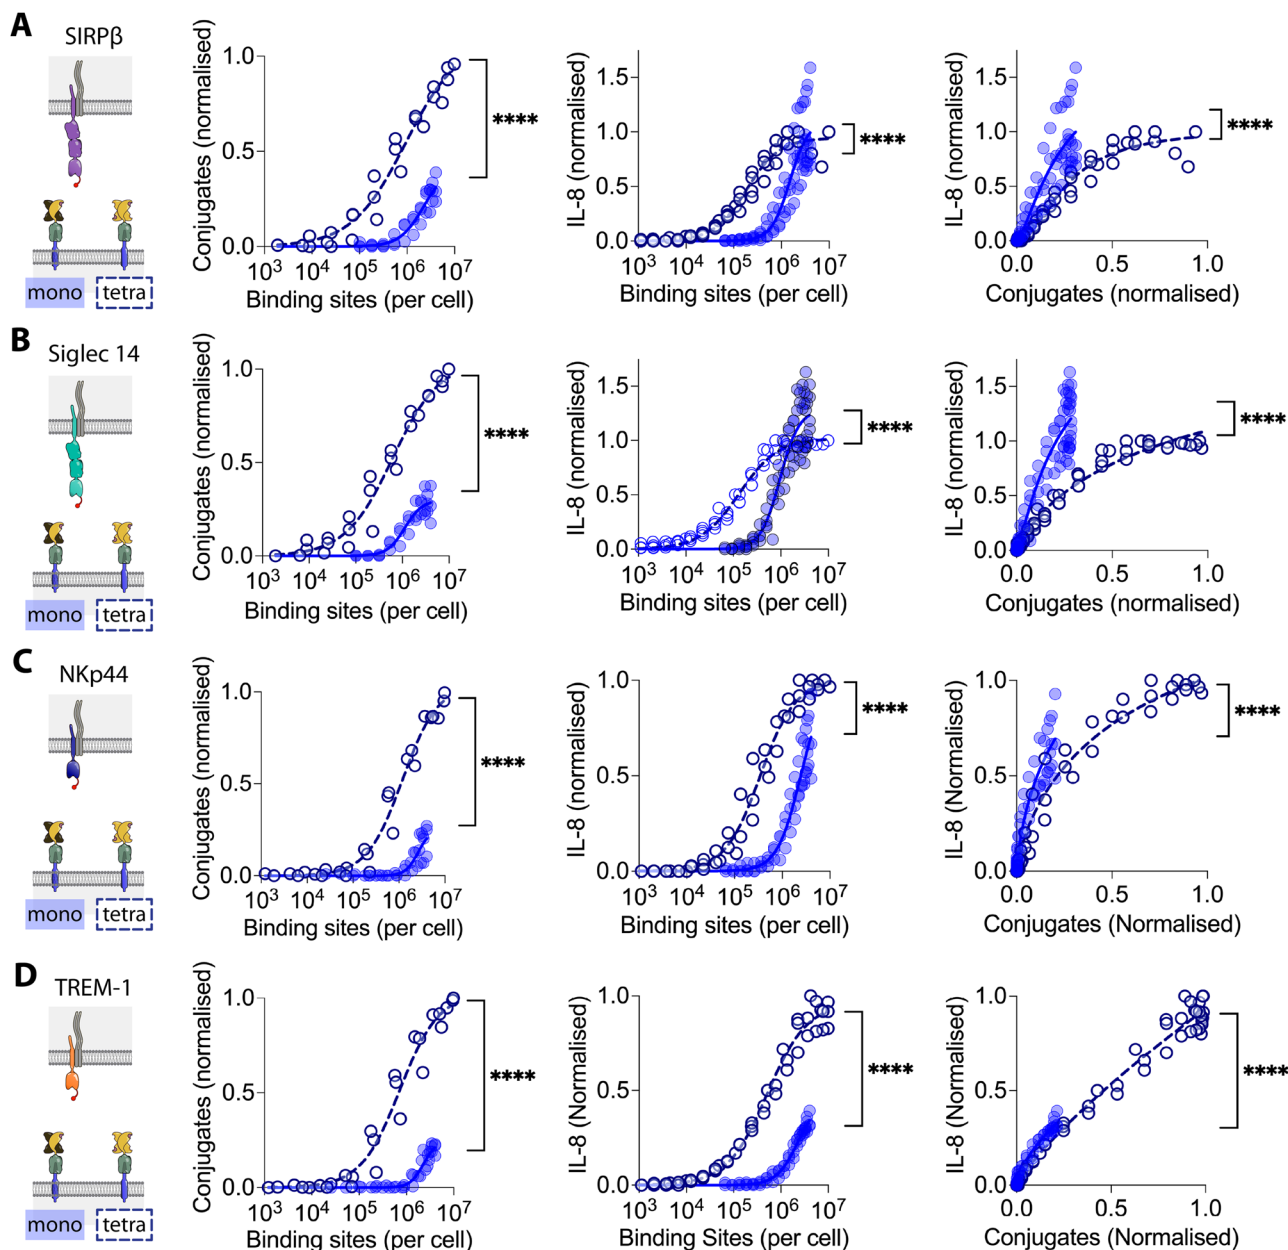 A
SIRPβ
mono
tetra
Conjugates (normalised)
1.0
0.5
0.0
10³ 10⁴ 10⁵ 10⁶ 10⁷
Binding sites (per cell)
****
IL-8 (normalised)
1.5
1.0
0.5
0.0
10³ 10⁴ 10⁵ 10⁶ 10⁷
Binding sites (per cell)
****
IL-8 (normalised)
1.5
1.0
0.5
0.0
0.0 0.5 1.0
Conjugates (normalised)
****
B
Siglec 14
mono
tetra
Conjugates (normalised)
1.0
0.5
0.0
10³ 10⁴ 10⁵ 10⁶ 10⁷
Binding sites (per cell)
****
IL-8 (normalised)
1.5
1.0
0.5
0.0
10³ 10⁴ 10⁵ 10⁶ 10⁷
Binding sites (per cell)
****
IL-8 (normalised)
1.5
1.0
0.5
0.0
0.0 0.5 1.0
Conjugates (normalised)
****
C
NKp44
mono
tetra
Conjugates (normalised)
1.0
0.5
0.0
10³ 10⁴ 10⁵ 10⁶ 10⁷
Binding sites (per cell)
****
IL-8 (normalised)
1.0
0.5
0.0
10³ 10⁴ 10⁵ 10⁶ 10⁷
Binding sites (per cell)
****
IL-8 (Normalised)
1.0
0.5
0.0
0.0 0.5 1.0
Conjugates (Normalised)
****
D
TREM-1
mono
tetra
Conjugates (normalised)
1.0
0.5
0.0
10³ 10⁴ 10⁵ 10⁶ 10⁷
Binding sites (per cell)
****
IL-8 (Normalised)
1.0
0.5
0.0
10³ 10⁴ 10⁵ 10⁶ 10⁷
Binding Sites (per cell)
****
IL-8 (Normalised)
1.0
0.5
0.0
0.0 0.5 1.0
Conjugates (Normalised)
****